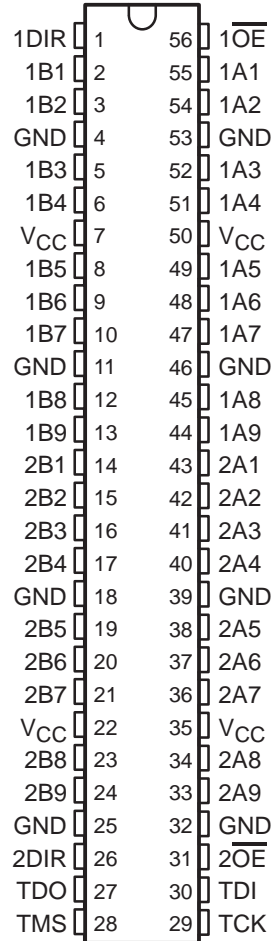 1DIR 1 56 1O̅E̅
1B1 2 55 1A1
1B2 3 54 1A2
GND 4 53 GND
1B3 5 52 1A3
1B4 6 51 1A4
VCC 7 50 VCC
1B5 8 49 1A5
1B6 9 48 1A6
1B7 10 47 1A7
GND 11 46 GND
1B8 12 45 1A8
1B9 13 44 1A9
2B1 14 43 2A1
2B2 15 42 2A2
2B3 16 41 2A3
2B4 17 40 2A4
GND 18 39 GND
2B5 19 38 2A5
2B6 20 37 2A6
2B7 21 36 2A7
VCC 22 35 VCC
2B8 23 34 2A8
2B9 24 33 2A9
GND 25 32 GND
2DIR 26 31 2O̅E̅
TDO 27 30 TDI
TMS 28 29 TCK